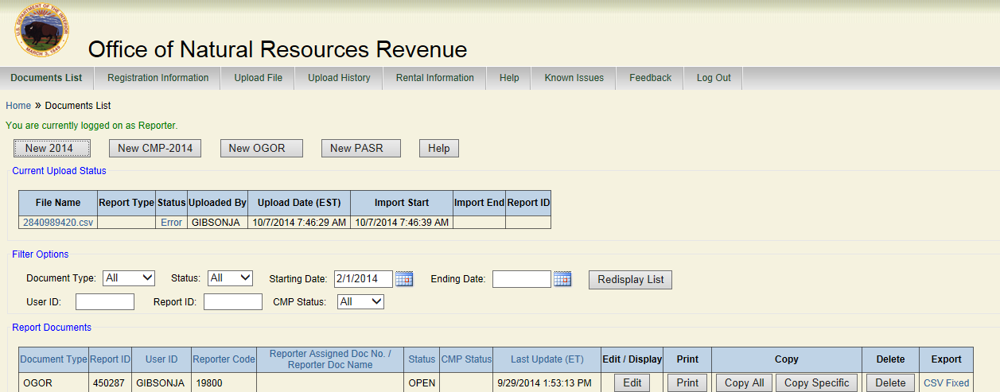 U.S. DEPARTMENT OF THE INTERIOR
MARCH 3, 1849
Office of Natural Resources Revenue
Documents List Registration Information Upload File Upload History Rental Information Help Known Issues Feedback Log Out
Home » Documents List
You are currently logged on as Reporter.
New 2014 New CMP-2014 New OGOR New PASR Help
Current Upload Status
File Name Report Type Status Uploaded By Upload Date (EST) Import Start Import End Report ID
2840989420.csv Error GIBSONJA 10/7/2014 7:46:29 AM 10/7/2014 7:46:39 AM
Filter Options
Document Type: All Status: All Starting Date: 2/1/2014 Ending Date: Redisplay List
User ID: Report ID: CMP Status: All
Report Documents
Document Type Report ID User ID Reporter Code Reporter Assigned Doc No. / Reporter Doc Name Status CMP Status Last Update (ET) Edit / Display Print Copy Delete Export
OGOR 450287 GIBSONJA 19800 OPEN 9/29/2014 1:53:13 PM Edit Print Copy All Copy Specific Delete CSV Fixed